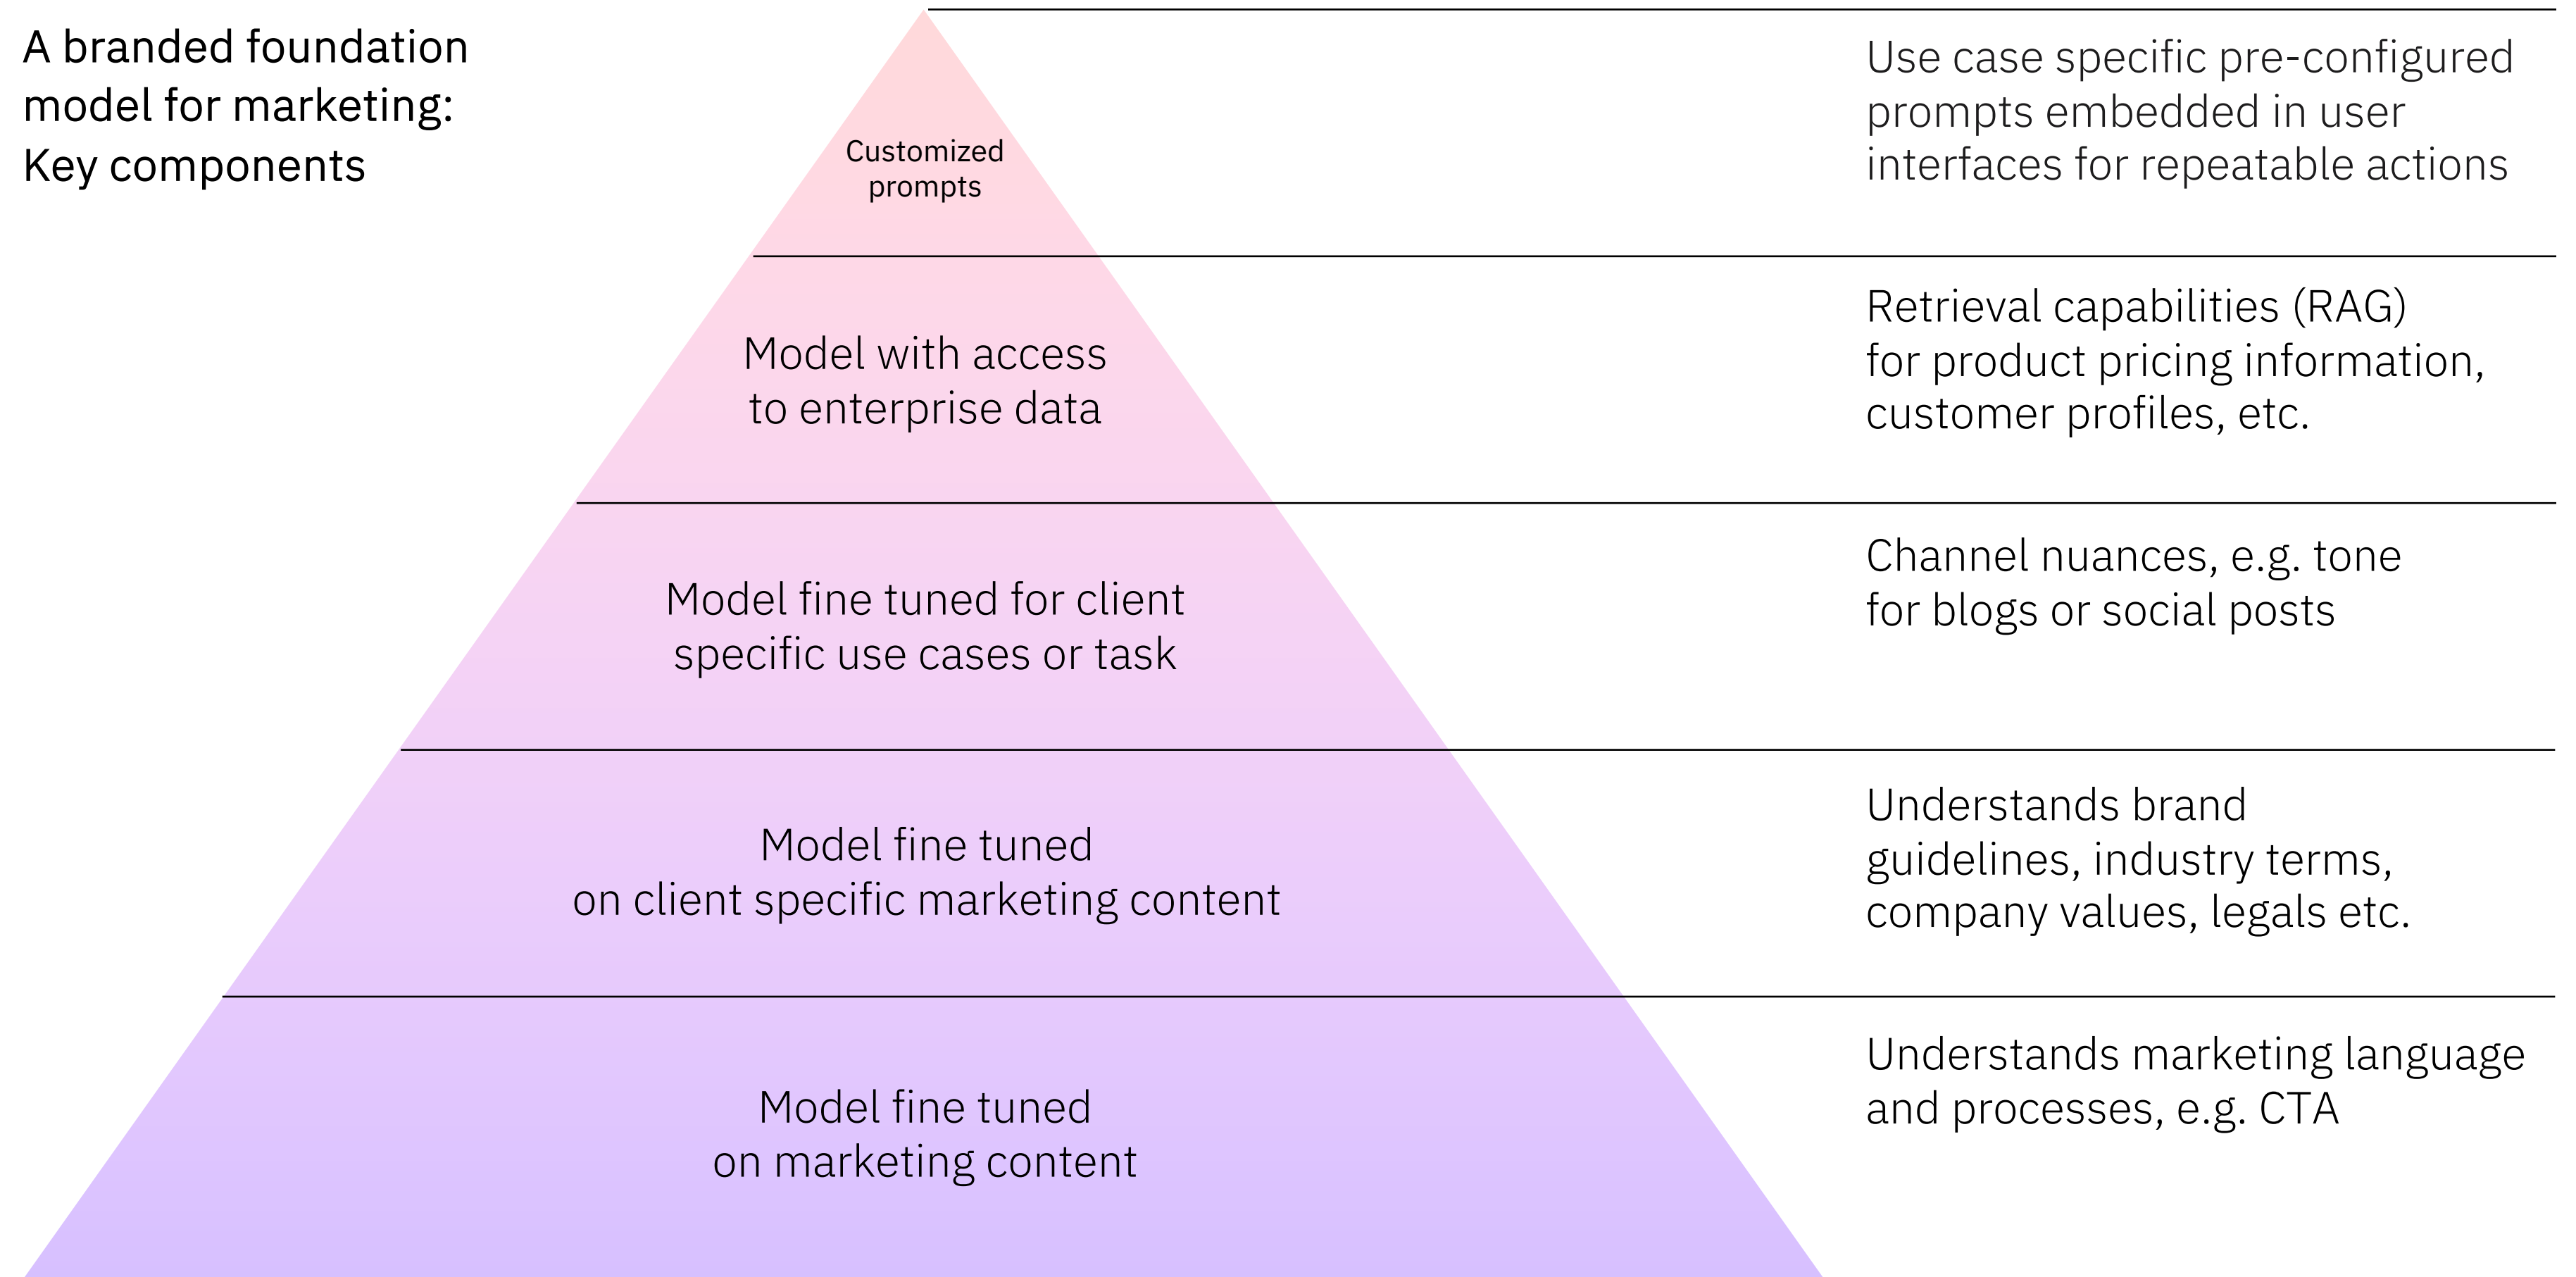 A branded foundation
model for marketing:
Key components
Customized
prompts
Use case specific pre-configured
prompts embedded in user
interfaces for repeatable actions
Model with access
to enterprise data
Retrieval capabilities (RAG)
for product pricing information,
customer profiles, etc.
Model fine tuned for client
specific use cases or task
Channel nuances, e.g. tone
for blogs or social posts
Model fine tuned
on client specific marketing content
Understands brand
guidelines, industry terms,
company values, legals etc.
Model fine tuned
on marketing content
Understands marketing language
and processes, e.g. CTA